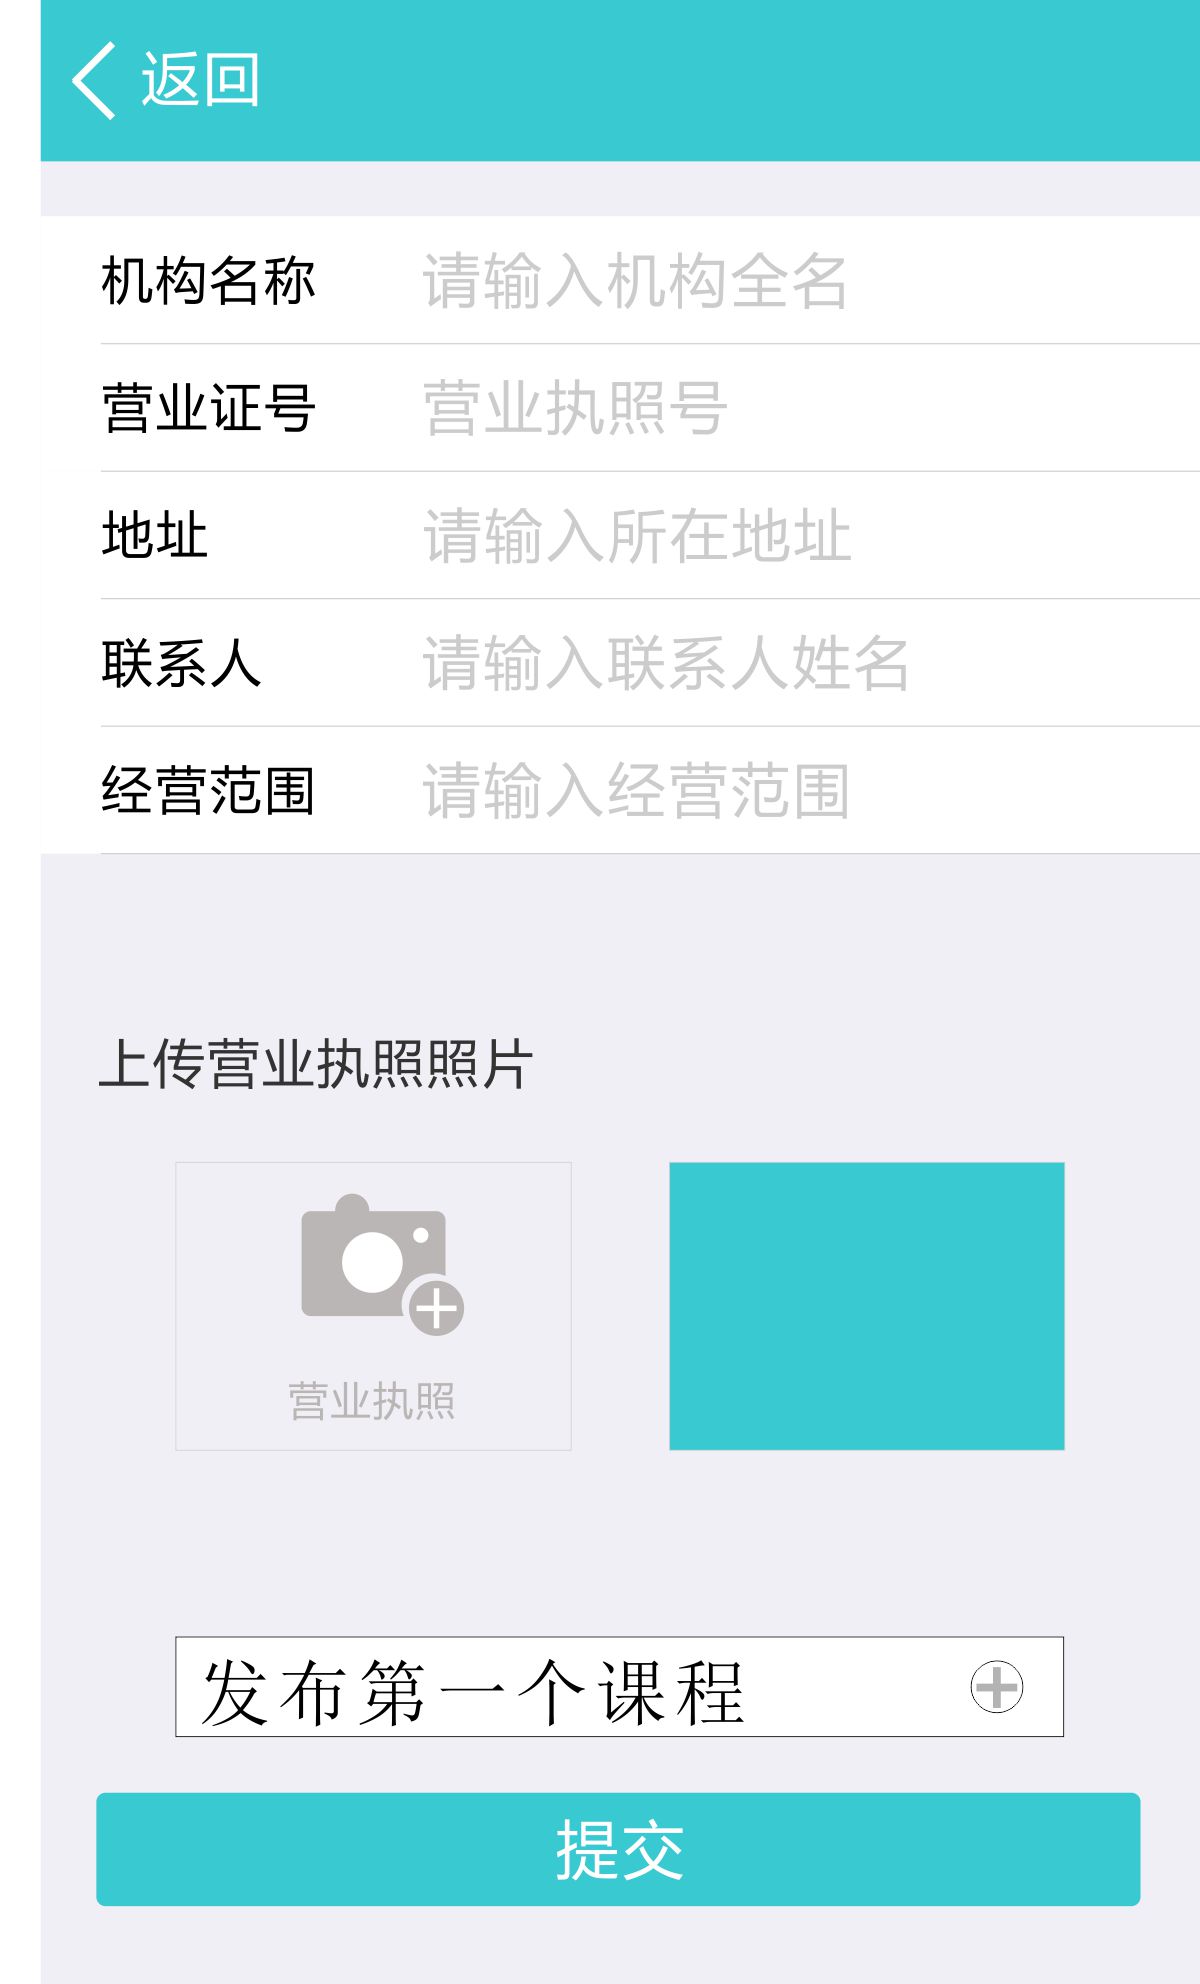 返回
机构名称 请输入机构全名
营业证号 营业执照号
地址 请输入所在地址
联系人 请输入联系人姓名
经营范围 请输入经营范围
上传营业执照照片
营业执照
发布第一个课程
提交